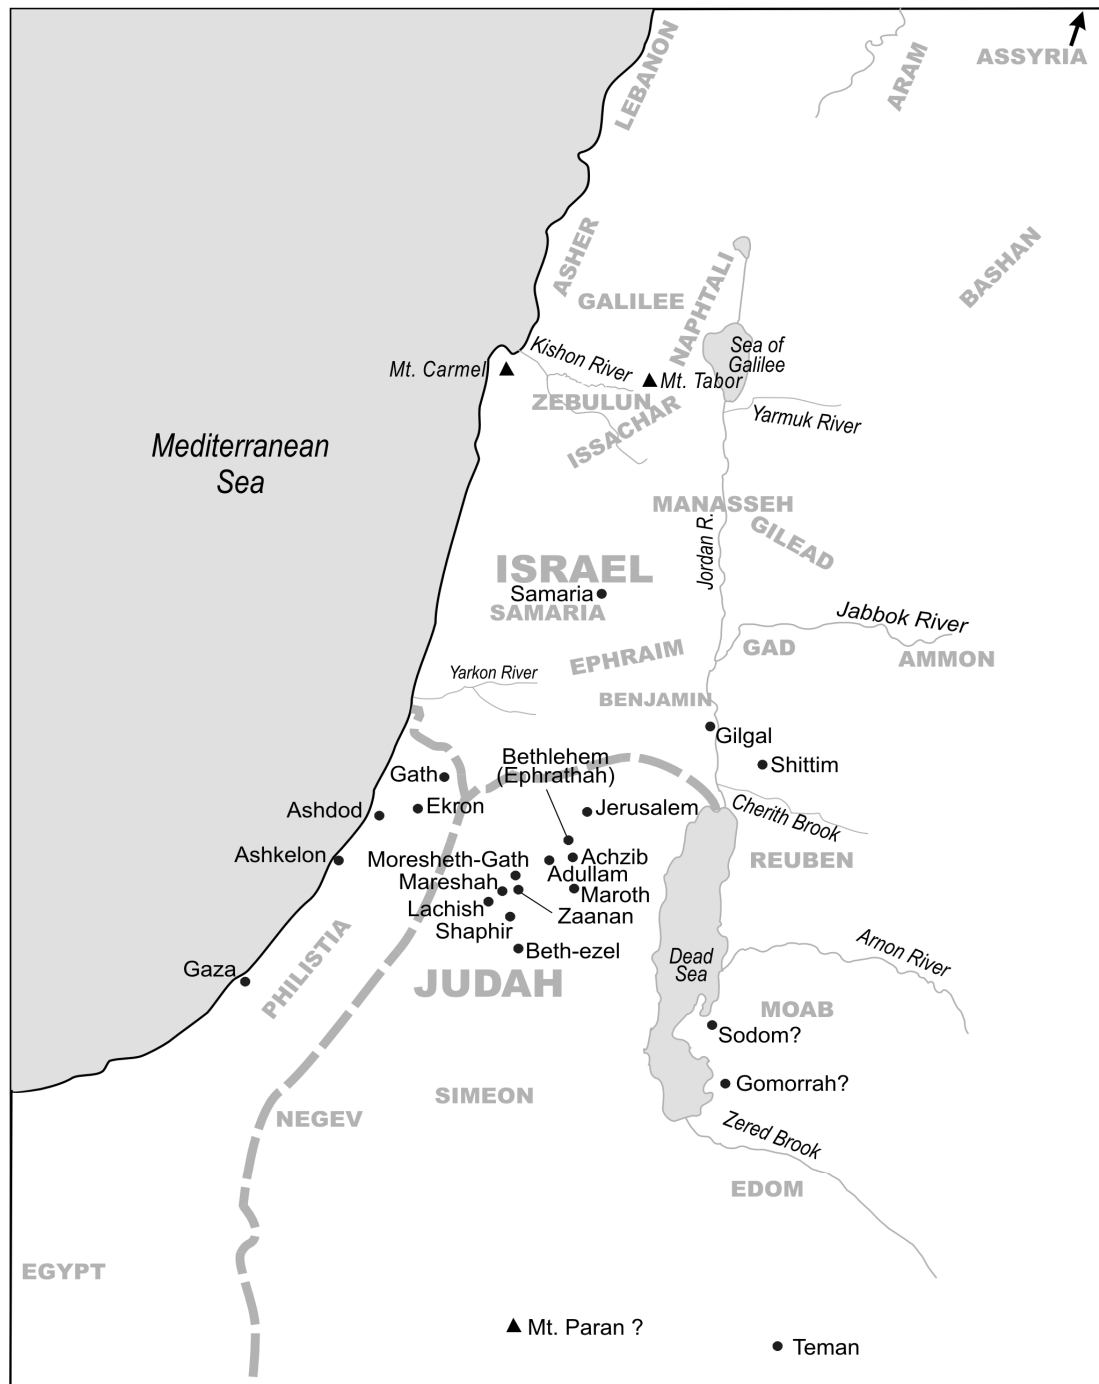 LEBANON
ARAM
ASSYRIA
ASHER
GALILEE
NAPHTALI
BASHAN
Sea of
Galilee
Mt. Carmel
Kishon River
Mt. Tabor
ZEBULUN
ISSACHAR
Yarmuk River
Mediterranean
Sea
MANASSEH
GILEAD
Jordan R.
ISRAEL
Samaria
SAMARIA
Jabbok River
EPHRAIM
GAD
AMMON
Yarkon River
BENJAMIN
Gilgal
Shittim
Bethlehem
(Ephrathah)
Gath
Ekron
Ashdod
Jerusalem
Cherith Brook
Ashkelon
Moresheth-Gath
Achzib
REUBEN
Adullam
Mareshah
Maroth
Lachish
Zaanan
Shaphir
Beth-ezel
Gaza
PHILISTIA
JUDAH
Dead
Sea
Arnon River
MOAB
Sodom?
Gomorrah?
SIMEON
NEGEV
Zered Brook
EDOM
EGYPT
Mt. Paran ?
Teman